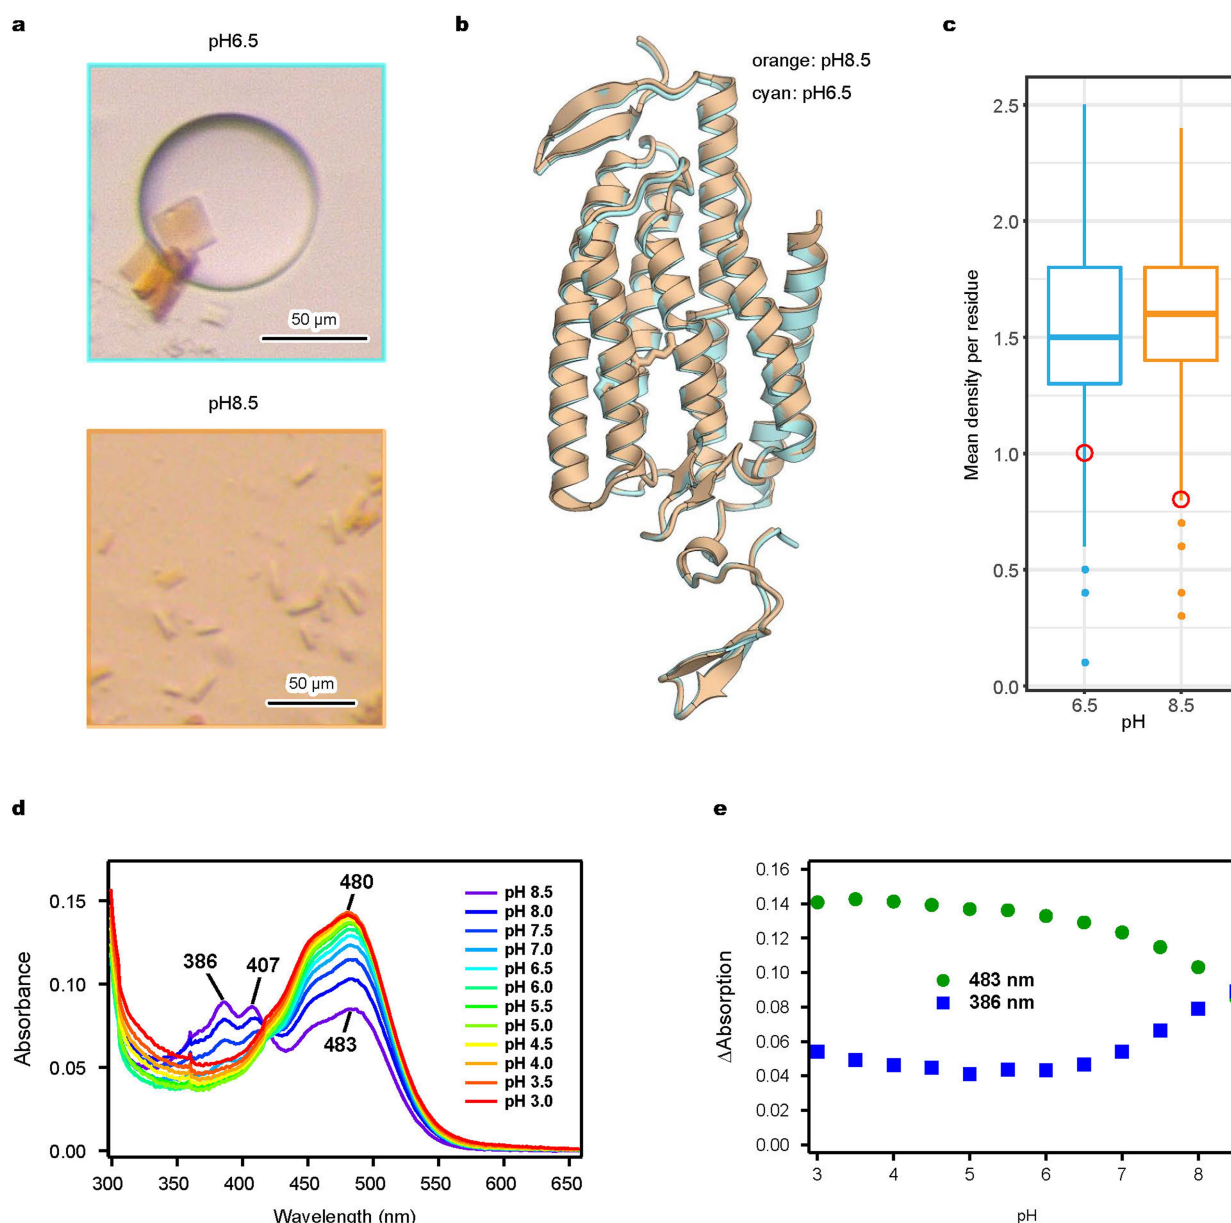 a
pH6.5
50 µm
pH8.5
50 µm
b
orange: pH8.5
cyan: pH6.5
c
Mean density per residue
2.5
2.0
1.5
1.0
0.5
0.0
6.5
8.5
pH
d
Absorbance
0.15
0.10
0.05
0.00
386
407
480
483
pH 8.5
pH 8.0
pH 7.5
pH 7.0
pH 6.5
pH 6.0
pH 5.5
pH 5.0
pH 4.5
pH 4.0
pH 3.5
pH 3.0
300
350
400
450
500
550
600
650
Wavelength (nm)
e
ΔAbsorption
0.16
0.14
0.12
0.10
0.08
0.06
0.04
0.02
0.00
483 nm
386 nm
3
4
5
6
7
8
pH